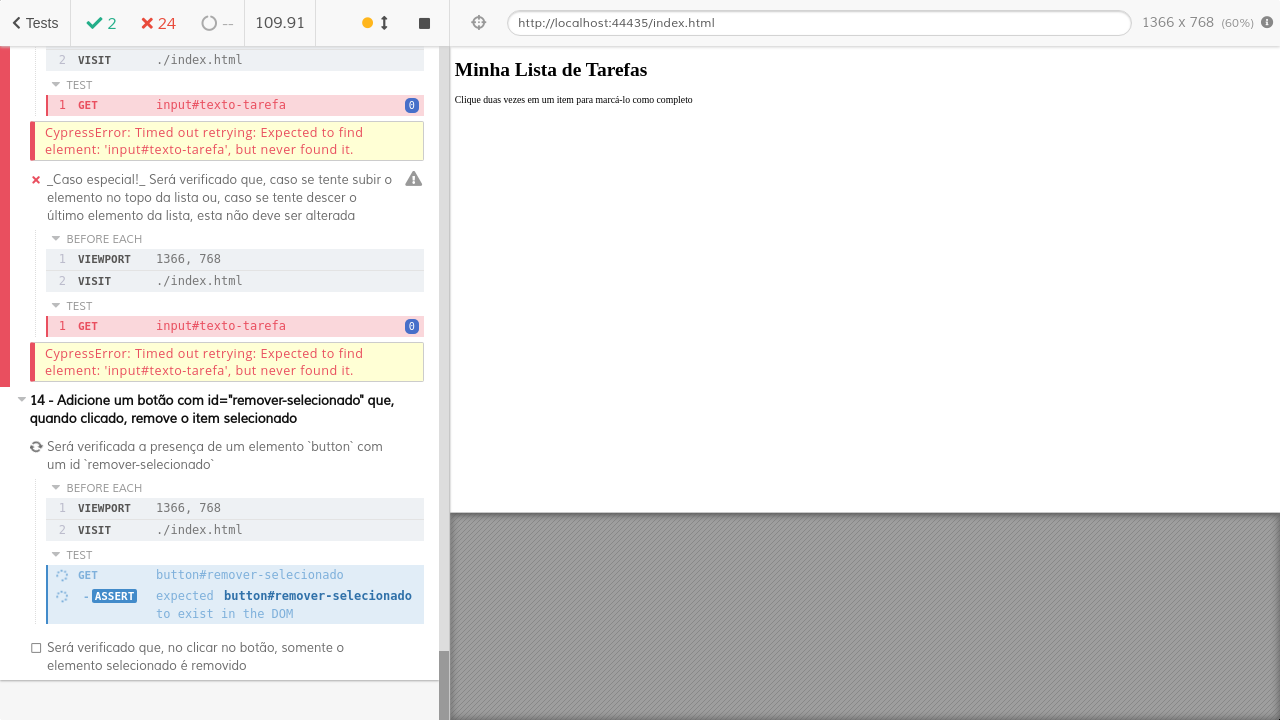 Tests 2 24 -- 109.91
http://localhost:44435/index.html 1366 x 768 (60%)
2 VISIT ./index.html
TEST
1 GET input#texto-tarefa 0
CypressError: Timed out retrying: Expected to find
element: 'input#texto-tarefa', but never found it.
_Caso especial!_ Será verificado que, caso se tente subir o
elemento no topo da lista ou, caso se tente descer o
último elemento da lista, esta não deve ser alterada
BEFORE EACH
1 VIEWPORT 1366, 768
2 VISIT ./index.html
TEST
1 GET input#texto-tarefa 0
CypressError: Timed out retrying: Expected to find
element: 'input#texto-tarefa', but never found it.
14 - Adicione um botão com id="remover-selecionado" que,
quando clicado, remove o item selecionado
Será verificada a presença de um elemento `button` com
um id `remover-selecionado`
BEFORE EACH
1 VIEWPORT 1366, 768
2 VISIT ./index.html
TEST
GET button#remover-selecionado
- ASSERT expected button#remover-selecionado
to exist in the DOM
Será verificado que, no clicar no botão, somente o
elemento selecionado é removido
Minha Lista de Tarefas
Clique duas vezes em um item para marcá-lo como completo